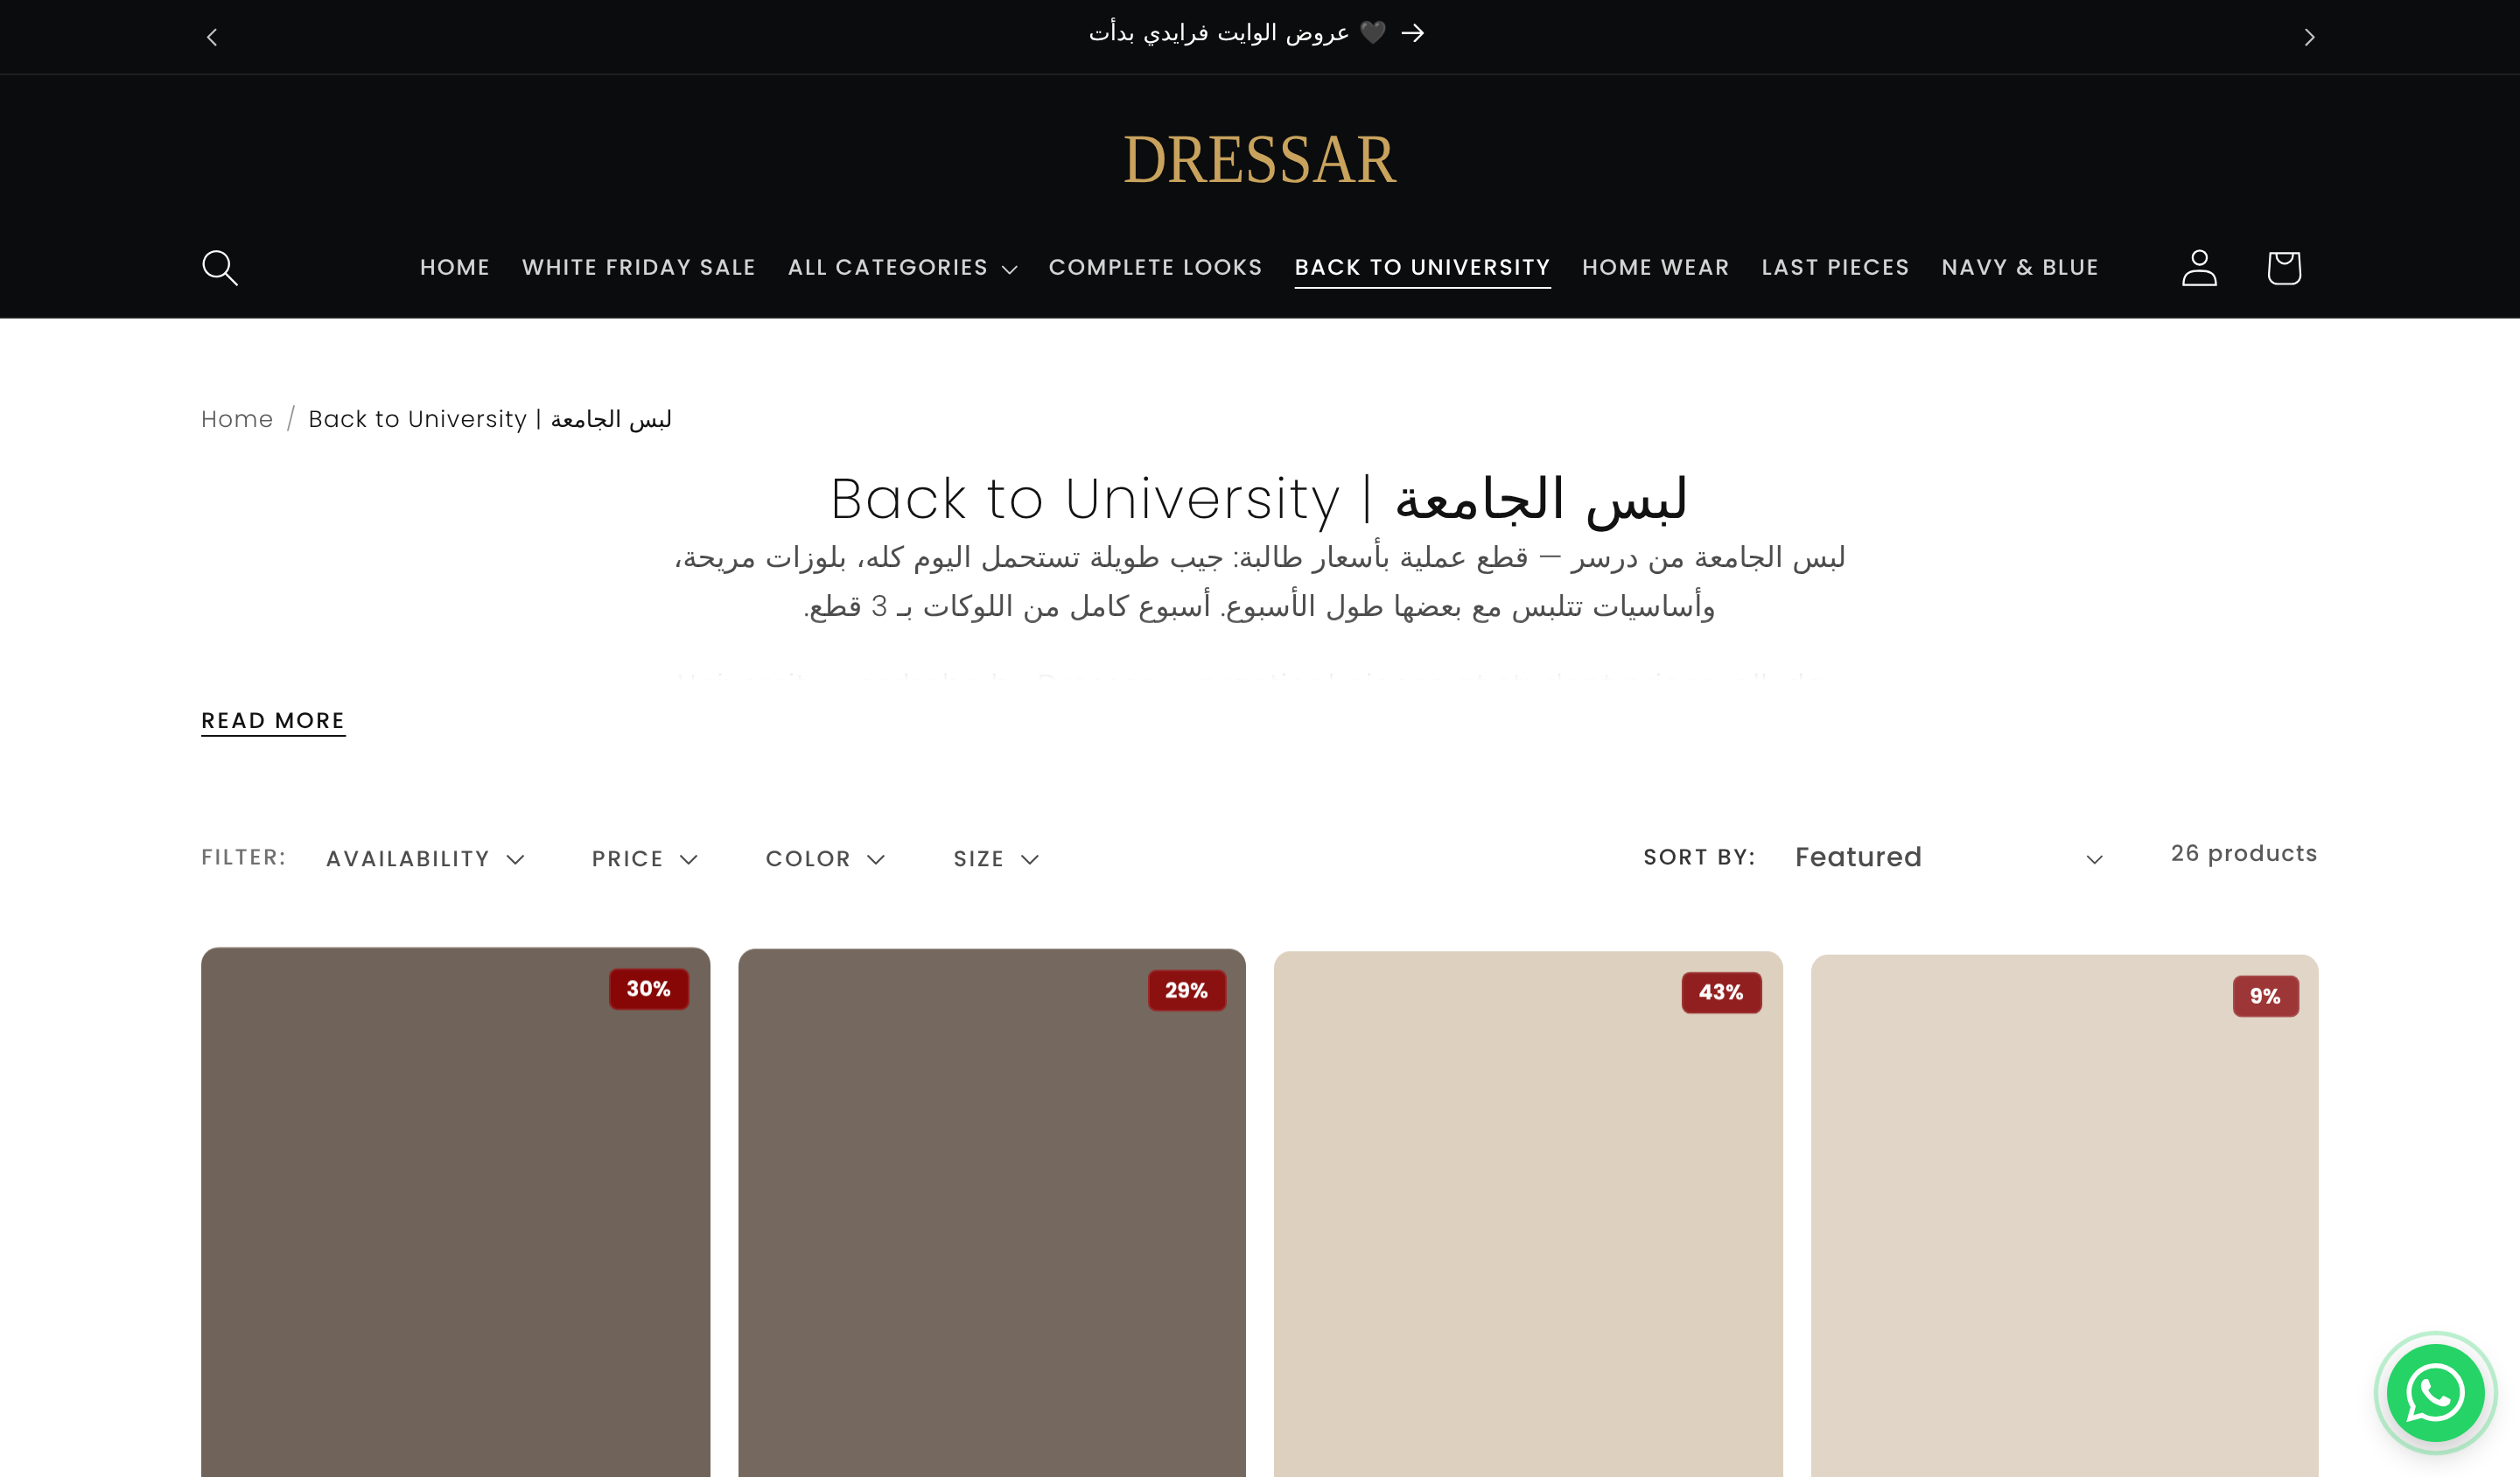 عروض الوايت فرايدي بدأت 🖤 →
DRESSAR
HOME WHITE FRIDAY SALE ALL CATEGORIES COMPLETE LOOKS BACK TO UNIVERSITY HOME WEAR LAST PIECES NAVY & BLUE
Home / Back to University | لبس الجامعة
Back to University | لبس الجامعة
لبس الجامعة من درسر — قطع عملية بأسعار طالبة: جيب طويلة تستحمل اليوم كله، بلوزات مريحة،
وأساسيات تتلبس مع بعضها طول الأسبوع. أسبوع كامل من اللوكات بـ 3 قطع.
READ MORE
FILTER: AVAILABILITY PRICE COLOR SIZE SORT BY: Featured 26 products
30% 29% 43% 9%